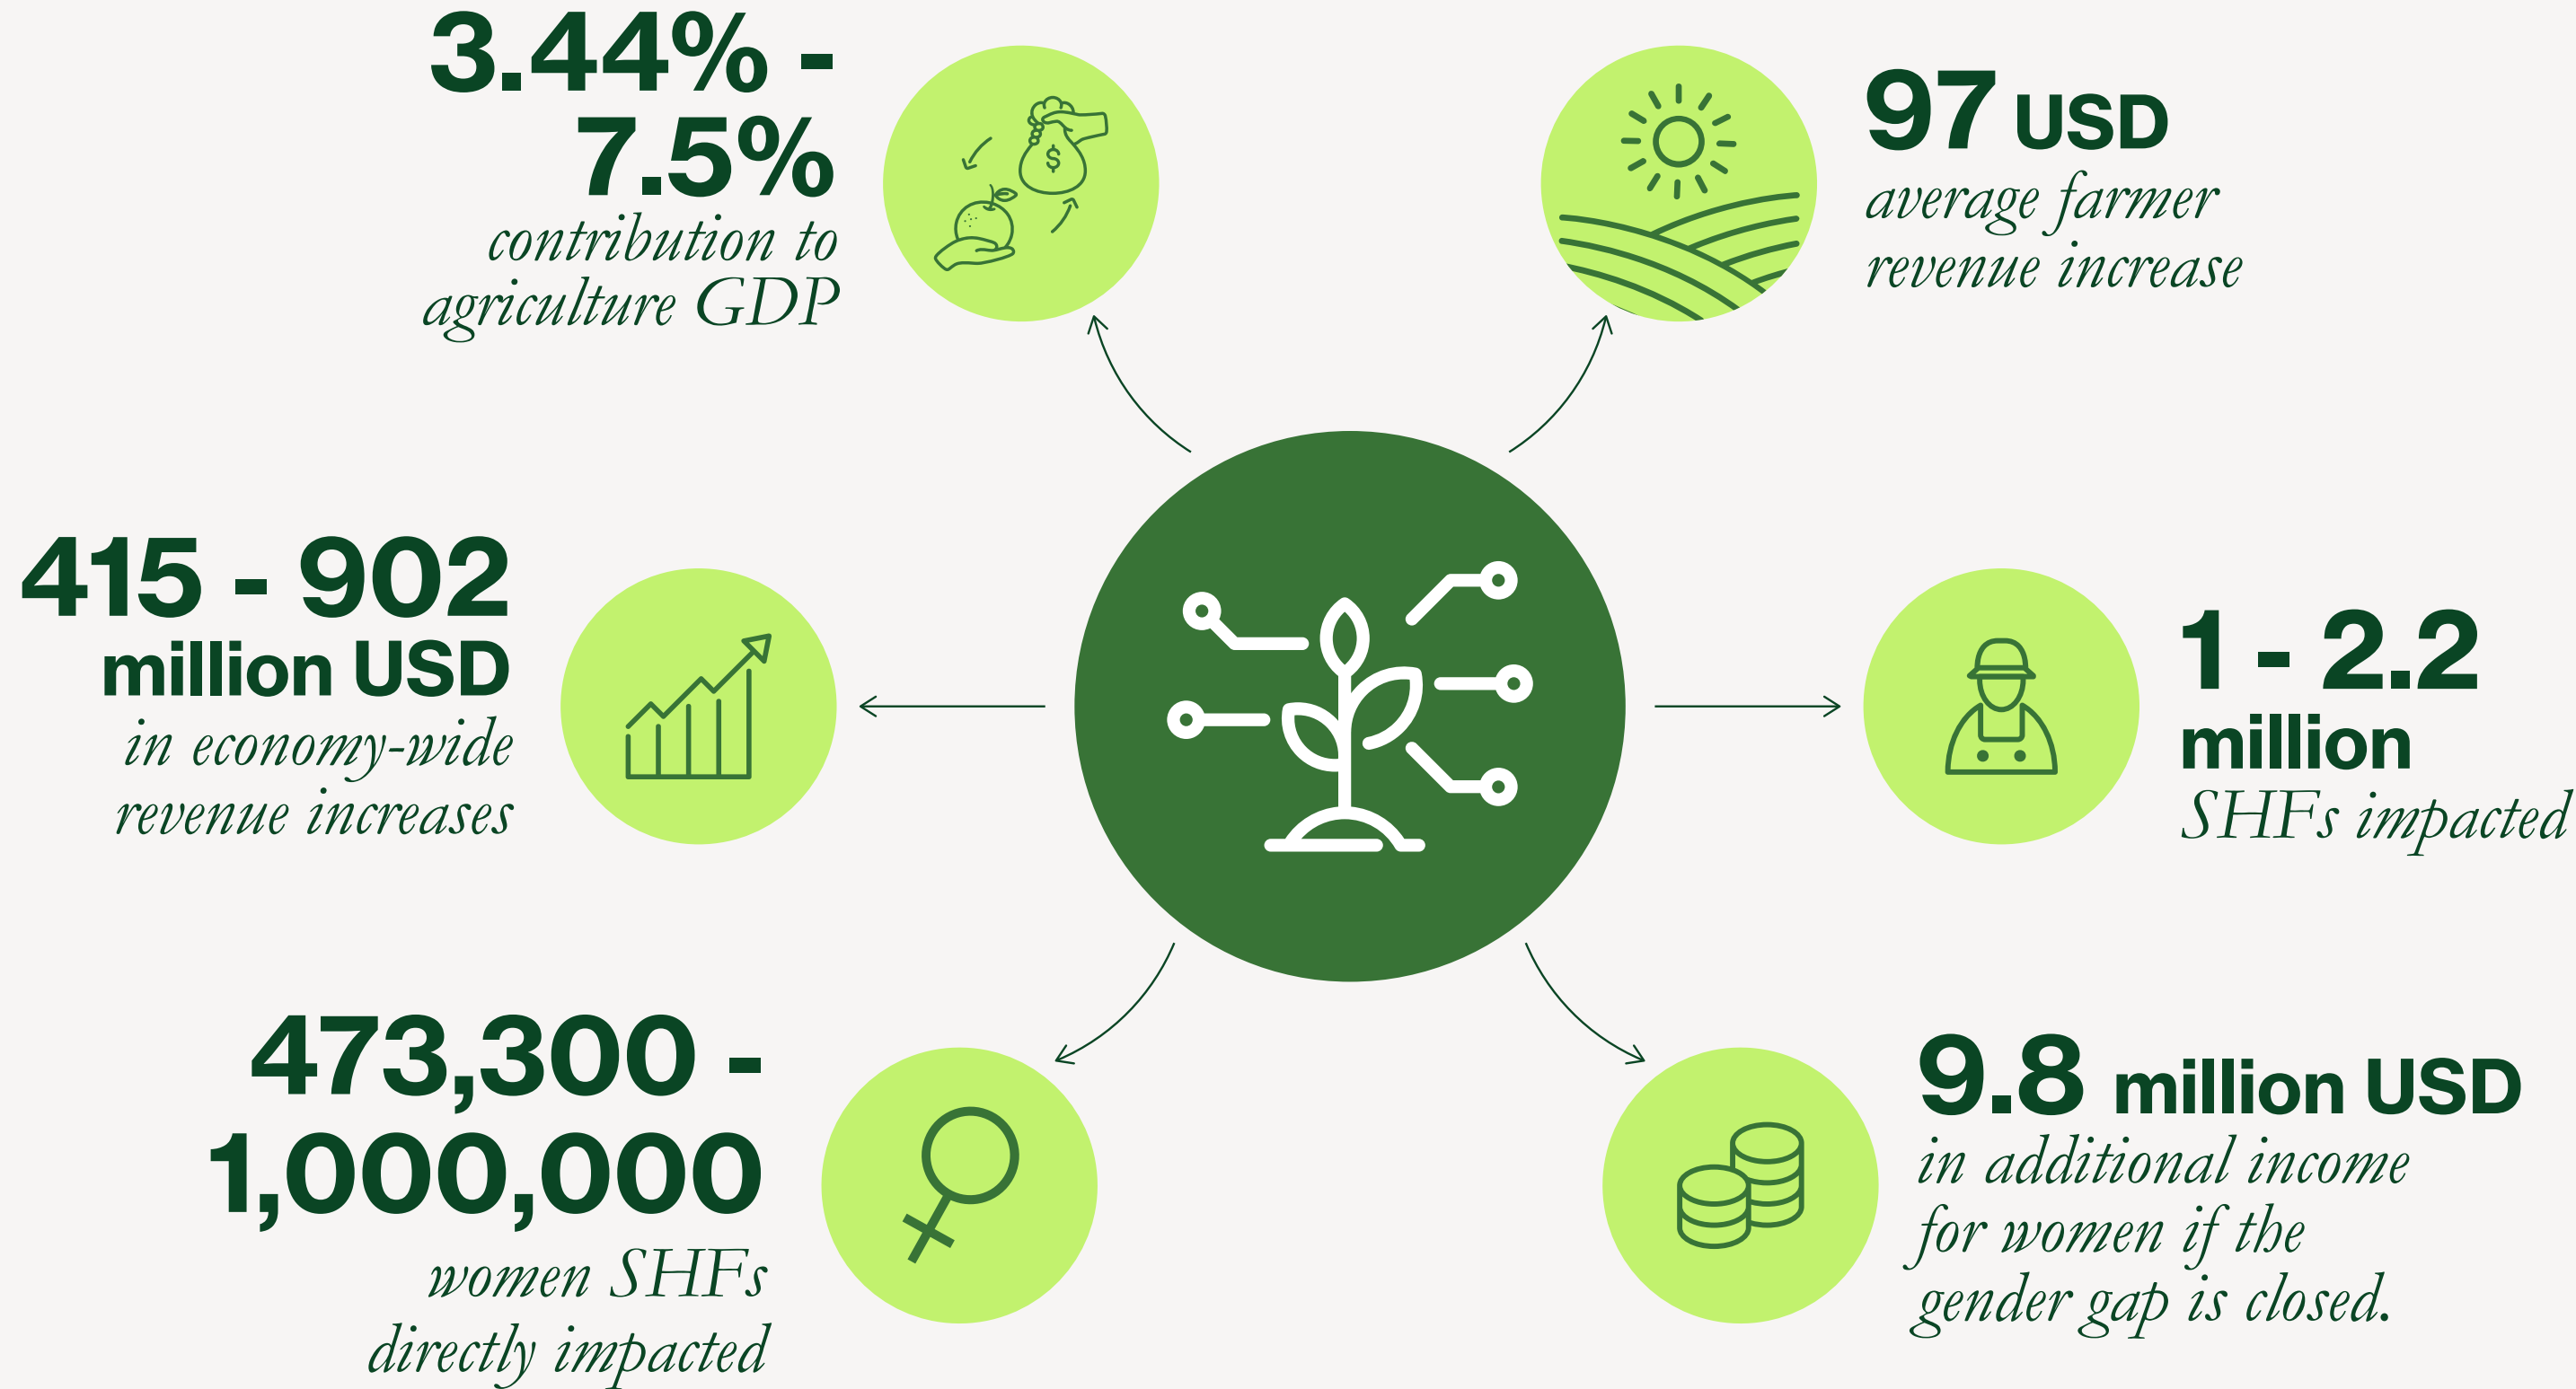 3.44% -
7.5%
contribution to
agriculture GDP
97 USD
average farmer
revenue increase
415 - 902
million USD
in economy-wide
revenue increases
$
1 - 2.2
million
SHFs impacted
473,300 -
1,000,000
women SHFs
directly impacted
9.8 million USD
in additional income
for women if the
gender gap is closed.